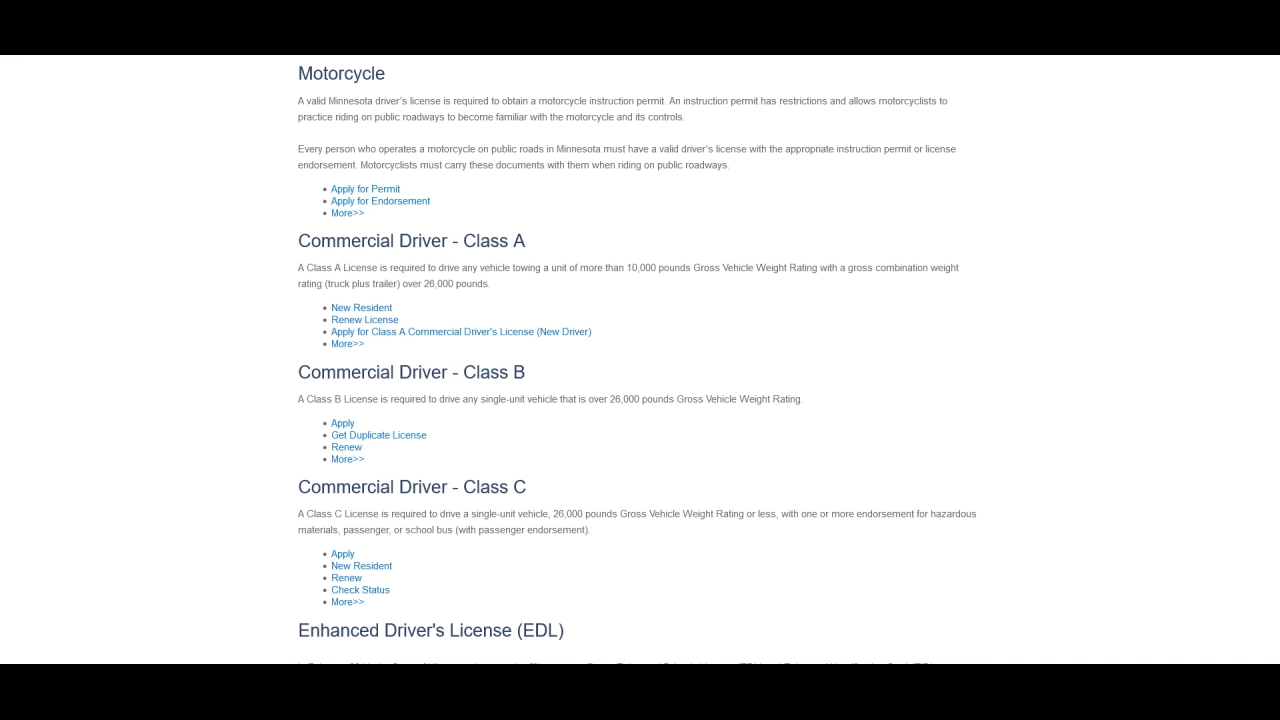 Motorcycle
A valid Minnesota driver's license is required to obtain a motorcycle instruction permit. An instruction permit has restrictions and allows motorcyclists to
practice riding on public roadways to become familiar with the motorcycle and its controls.
Every person who operates a motorcycle on public roads in Minnesota must have a valid driver's license with the appropriate instruction permit or license
endorsement. Motorcyclists must carry these documents with them when riding on public roadways.
• Apply for Permit
• Apply for Endorsement
• More>>
Commercial Driver - Class A
A Class A License is required to drive any vehicle towing a unit of more than 10,000 pounds Gross Vehicle Weight Rating with a gross combination weight
rating (truck plus trailer) over 26,000 pounds.
• New Resident
• Renew License
• Apply for Class A Commercial Driver's License (New Driver)
• More>>
Commercial Driver - Class B
A Class B License is required to drive any single-unit vehicle that is over 26,000 pounds Gross Vehicle Weight Rating.
• Apply
• Get Duplicate License
• Renew
• More>>
Commercial Driver - Class C
A Class C License is required to drive a single-unit vehicle, 26,000 pounds Gross Vehicle Weight Rating or less, with one or more endorsement for hazardous
materials, passenger, or school bus (with passenger endorsement).
• Apply
• New Resident
• Renew
• Check Status
• More>>
Enhanced Driver's License (EDL)